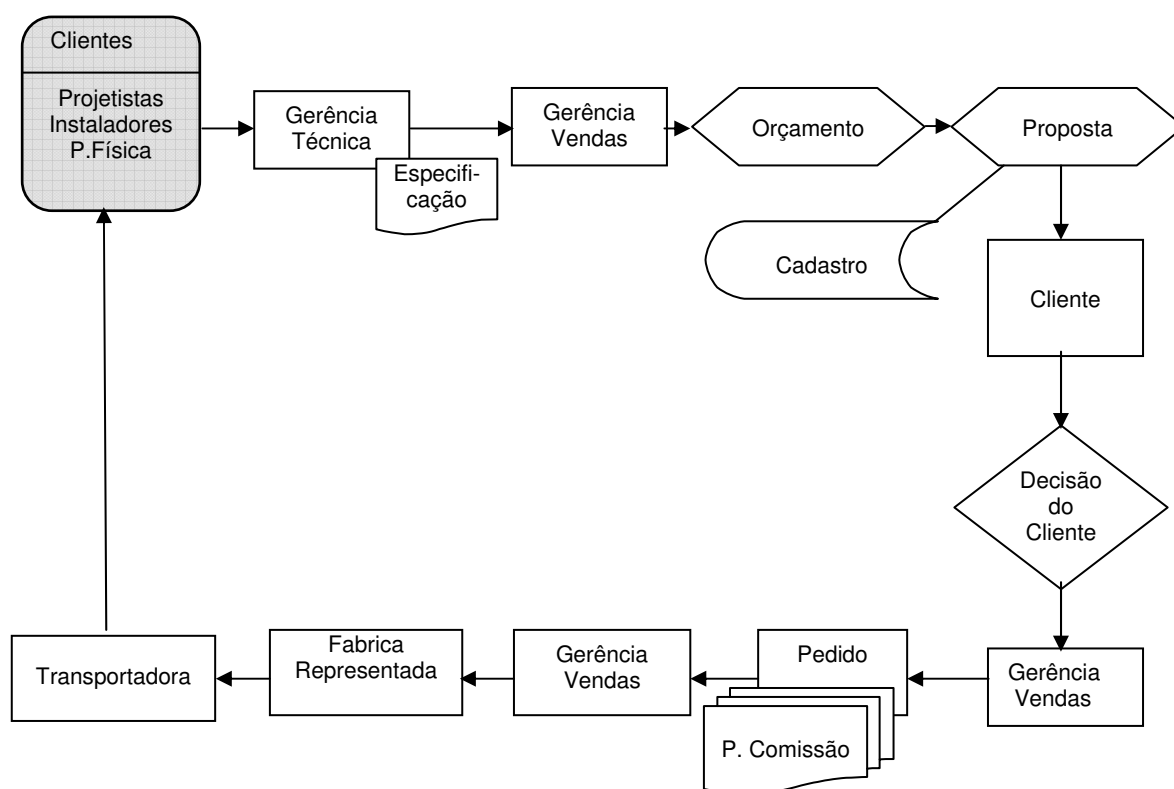 Clientes
Projetistas
Instaladores
P.Física
Gerência
Técnica
Especifi-
cação
Gerência
Vendas
Orçamento
Proposta
Cadastro
Cliente
Decisão
do
Cliente
Gerência
Vendas
Pedido
P. Comissão
Gerência
Vendas
Fabrica
Representada
Transportadora